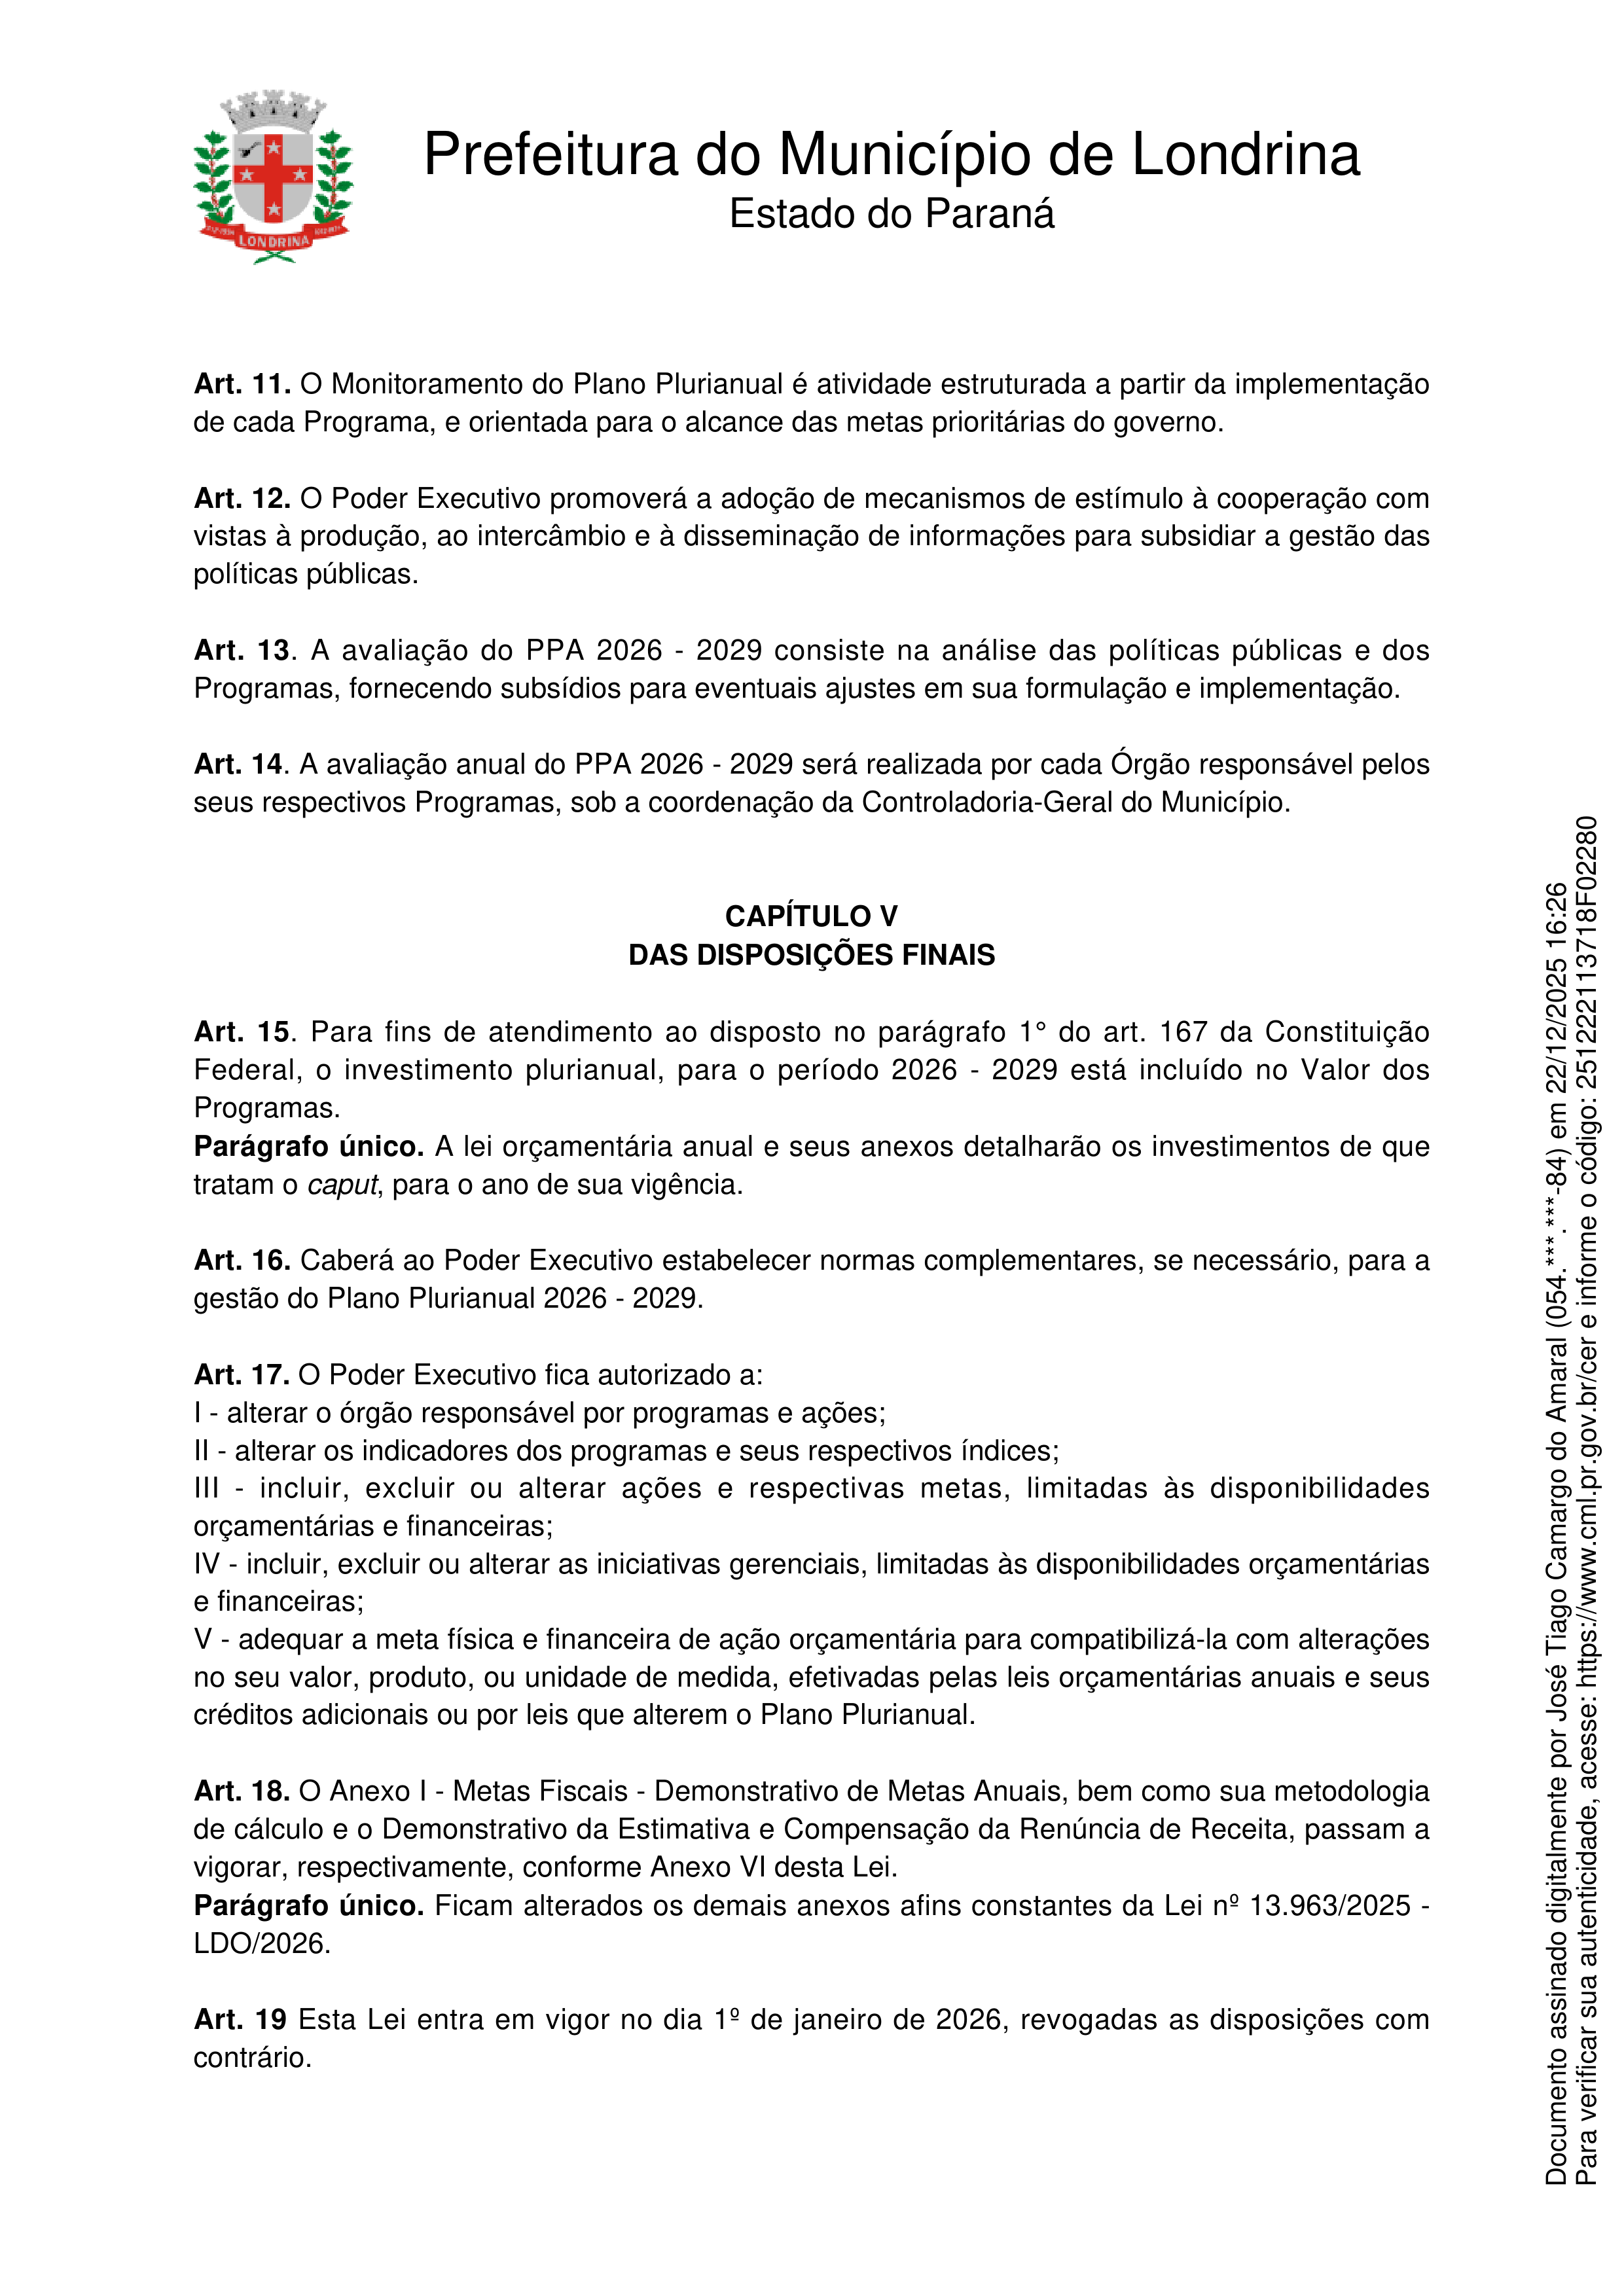 Prefeitura do Município de Londrina
Estado do Paraná
LONDRINA
Art. 11. O Monitoramento do Plano Plurianual é atividade estruturada a partir da implementação
de cada Programa, e orientada para o alcance das metas prioritárias do governo.
Art. 12. O Poder Executivo promoverá a adoção de mecanismos de estímulo à cooperação com
vistas à produção, ao intercâmbio e à disseminação de informações para subsidiar a gestão das
políticas públicas.
Art. 13. A avaliação do PPA 2026 - 2029 consiste na análise das políticas públicas e dos
Programas, fornecendo subsídios para eventuais ajustes em sua formulação e implementação.
Art. 14. A avaliação anual do PPA 2026 - 2029 será realizada por cada Órgão responsável pelos
seus respectivos Programas, sob a coordenação da Controladoria-Geral do Município.
CAPÍTULO V
DAS DISPOSIÇÕES FINAIS
Art. 15. Para fins de atendimento ao disposto no parágrafo 1° do art. 167 da Constituição
Federal, o investimento plurianual, para o período 2026 - 2029 está incluído no Valor dos
Programas.
Parágrafo único. A lei orçamentária anual e seus anexos detalharão os investimentos de que
tratam o caput, para o ano de sua vigência.
Art. 16. Caberá ao Poder Executivo estabelecer normas complementares, se necessário, para a
gestão do Plano Plurianual 2026 - 2029.
Art. 17. O Poder Executivo fica autorizado a:
I - alterar o órgão responsável por programas e ações;
II - alterar os indicadores dos programas e seus respectivos índices;
III - incluir, excluir ou alterar ações e respectivas metas, limitadas às disponibilidades
orçamentárias e financeiras;
IV - incluir, excluir ou alterar as iniciativas gerenciais, limitadas às disponibilidades orçamentárias
e financeiras;
V - adequar a meta física e financeira de ação orçamentária para compatibilizá-la com alterações
no seu valor, produto, ou unidade de medida, efetivadas pelas leis orçamentárias anuais e seus
créditos adicionais ou por leis que alterem o Plano Plurianual.
Art. 18. O Anexo I - Metas Fiscais - Demonstrativo de Metas Anuais, bem como sua metodologia
de cálculo e o Demonstrativo da Estimativa e Compensação da Renúncia de Receita, passam a
vigorar, respectivamente, conforme Anexo VI desta Lei.
Parágrafo único. Ficam alterados os demais anexos afins constantes da Lei nº 13.963/2025 -
LDO/2026.
Art. 19 Esta Lei entra em vigor no dia 1º de janeiro de 2026, revogadas as disposições com
contrário.
Documento assinado digitalmente por José Tiago Camargo do Amaral (054.***.***-84) em 22/12/2025 16:26
Para verificar sua autenticidade, acesse: https://www.cml.pr.gov.br/cer e informe o código: 251222113718F02280